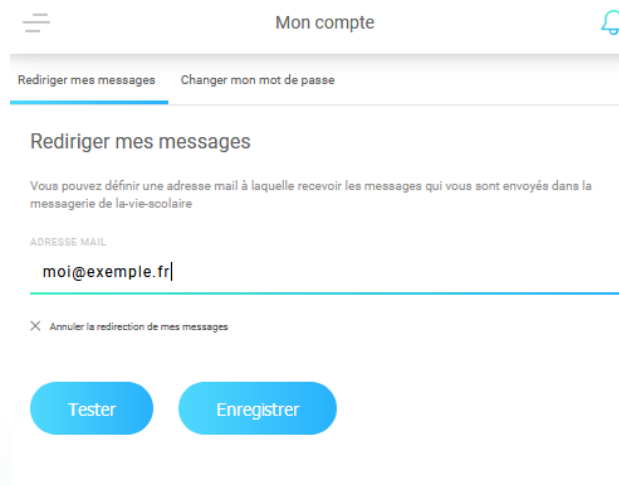 Mon compte
Rediriger mes messages Changer mon mot de passe
Rediriger mes messages
Vous pouvez définir une adresse mail à laquelle recevoir les messages qui vous sont envoyés dans la
messagerie de la-vie-scolaire
ADRESSE MAIL
moi@exemple.fr
Annuler la redirection de mes messages
Tester Enregistrer